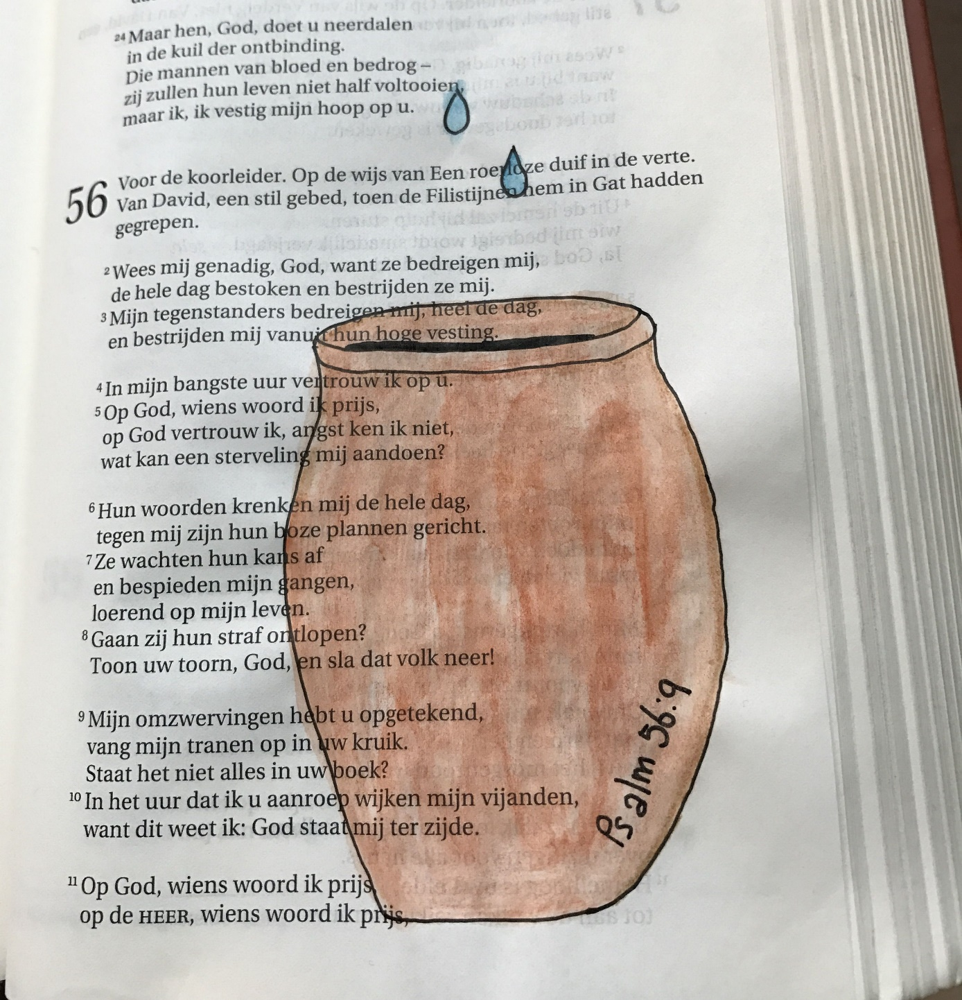 24 Maar hen, God, doet u neerdalen
in de kuil der ontbinding.
Die mannen van bloed en bedrog –
zij zullen hun leven niet half voltooien,
maar ik, ik vestig mijn hoop op u.
56
Voor de koorleider. Op de wijs van Een roerloze duif in de verte.
Van David, een stil gebed, toen de Filistijnen hem in Gat hadden
gegrepen.
2 Wees mij genadig, God, want ze bedreigen mij,
de hele dag bestoken en bestrijden ze mij.
3 Mijn tegenstanders bedreigen mij, heel de dag,
en bestrijden mij vanuit hun hoge vesting.
4 In mijn bangste uur vertrouw ik op u.
5 Op God, wiens woord ik prijs,
op God vertrouw ik, angst ken ik niet,
wat kan een sterveling mij aandoen?
6 Hun woorden krenken mij de hele dag,
tegen mij zijn hun boze plannen gericht.
7 Ze wachten hun kans af
en bespieden mijn gangen,
loerend op mijn leven.
8 Gaan zij hun straf ontlopen?
Toon uw toorn, God, en sla dat volk neer!
9 Mijn omzwervingen hebt u opgetekend,
vang mijn tranen op in uw kruik.
Staat het niet alles in uw boek?
10 In het uur dat ik u aanroep wijken mijn vijanden,
want dit weet ik: God staat mij ter zijde.
11 Op God, wiens woord ik prijs,
op de HEER, wiens woord ik prijs,
Psalm 56:9